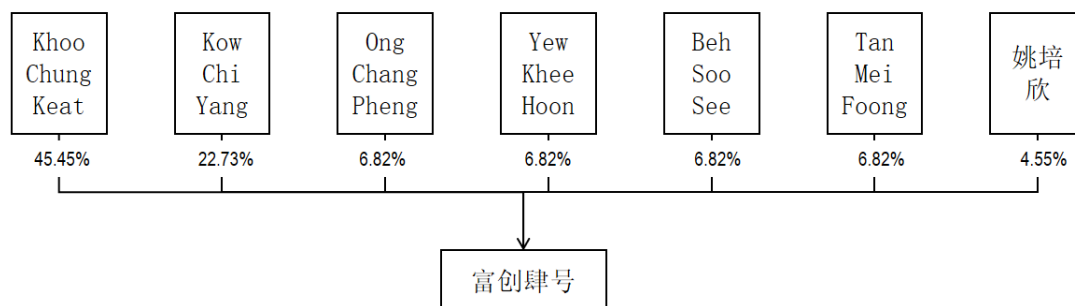 Khoo
Chung
Keat
Kow
Chi
Yang
Ong
Chang
Pheng
Yew
Khee
Hoon
Beh
Soo
See
Tan
Mei
Foong
姚培
欣
45.45%
22.73%
6.82%
6.82%
6.82%
6.82%
4.55%
富创肆号